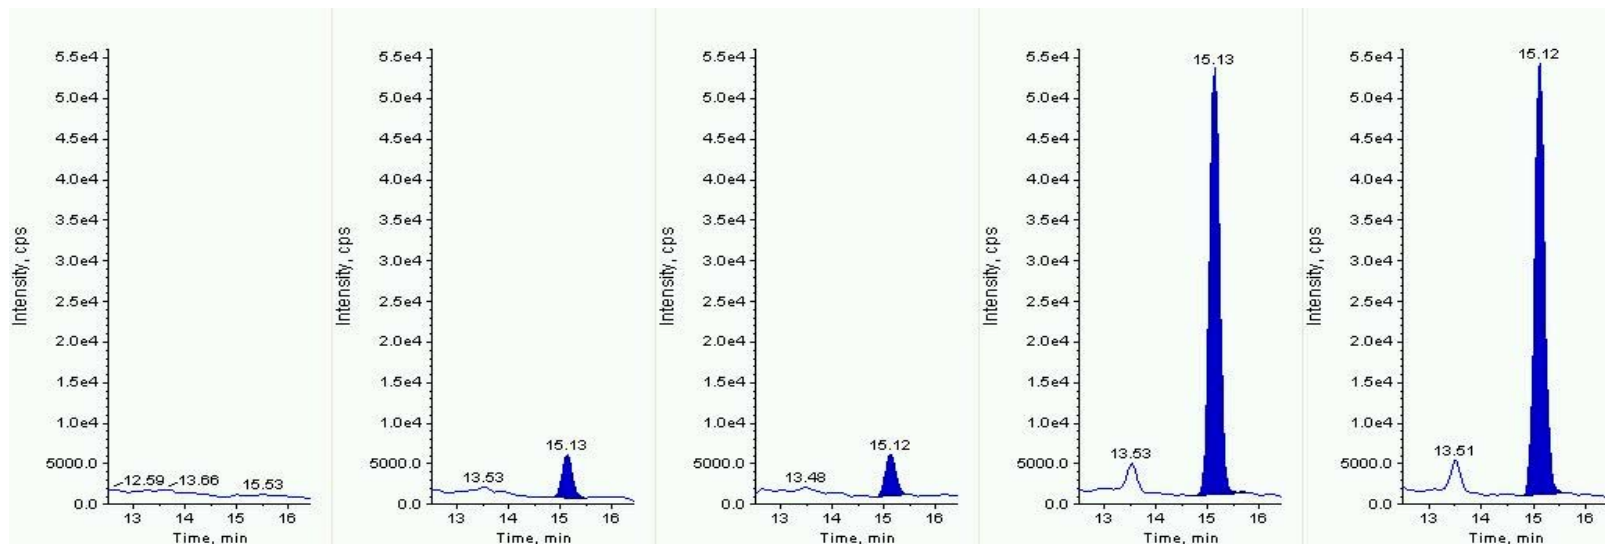 5.5e4
5.0e4
4.5e4
4.0e4
3.5e4
3.0e4
2.5e4
2.0e4
1.5e4
1.0e4
5000.0
0.0
Intensity, cps
12.59
13.66
15.53
13 14 15 16
Time, min
5.5e4
5.0e4
4.5e4
4.0e4
3.5e4
3.0e4
2.5e4
2.0e4
1.5e4
1.0e4
5000.0
0.0
Intensity, cps
15.13
13.53
13 14 15 16
Time, min
5.5e4
5.0e4
4.5e4
4.0e4
3.5e4
3.0e4
2.5e4
2.0e4
1.5e4
1.0e4
5000.0
0.0
Intensity, cps
15.12
13.48
13 14 15 16
Time, min
5.5e4
5.0e4
4.5e4
4.0e4
3.5e4
3.0e4
2.5e4
2.0e4
1.5e4
1.0e4
5000.0
0.0
Intensity, cps
15.13
13.53
13 14 15 16
Time, min
5.5e4
5.0e4
4.5e4
4.0e4
3.5e4
3.0e4
2.5e4
2.0e4
1.5e4
1.0e4
5000.0
0.0
Intensity, cps
15.12
13.51
13 14 15 16
Time, min